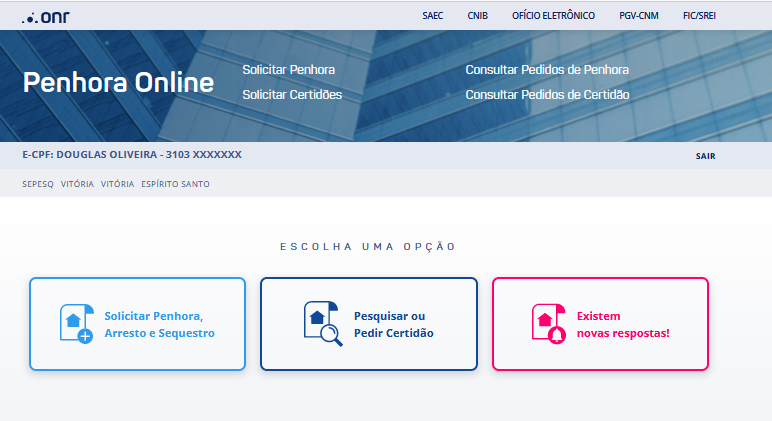 onr
SAEC CNIB OFÍCIO ELETRÔNICO PGV-CNM FIC/SREI
Penhora Online
Solicitar Penhora
Consultar Pedidos de Penhora
Solicitar Certidões
Consultar Pedidos de Certidão
E-CPF: DOUGLAS OLIVEIRA - 3103 XXXXXXX
SAIR
SEPESQ VITÓRIA VITÓRIA ESPÍRITO SANTO
ESCOLHA UMA OPÇÃO
Solicitar Penhora,
Arresto e Sequestro
Pesquisar ou
Pedir Certidão
Existem
novas respostas!